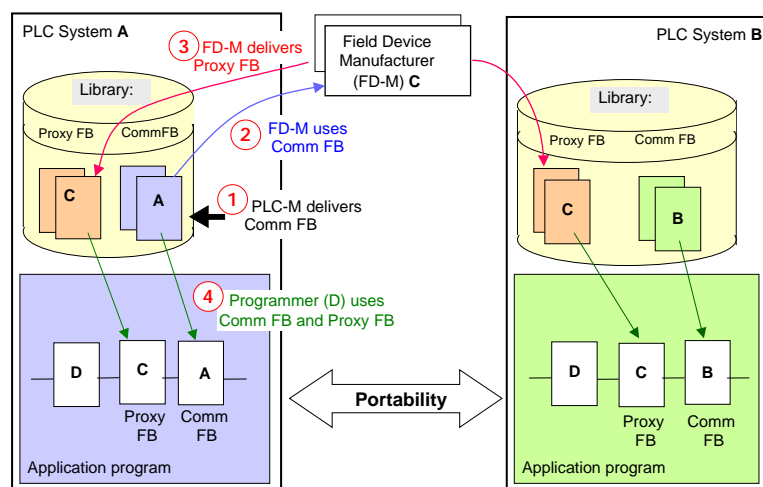 PLC System A
Library:
Proxy FB
CommFB
C
A
3
FD-M delivers
Proxy FB
Field Device
Manufacturer
(FD-M) C
2
FD-M uses
Comm FB
1
PLC-M delivers
Comm FB
4
Programmer (D) uses
Comm FB and Proxy FB
D
C
A
Proxy
FB
Comm
FB
Application program
Portability
PLC System B
Library:
Proxy FB
Comm FB
C
B
D
C
B
Proxy
FB
Comm
FB
Application program